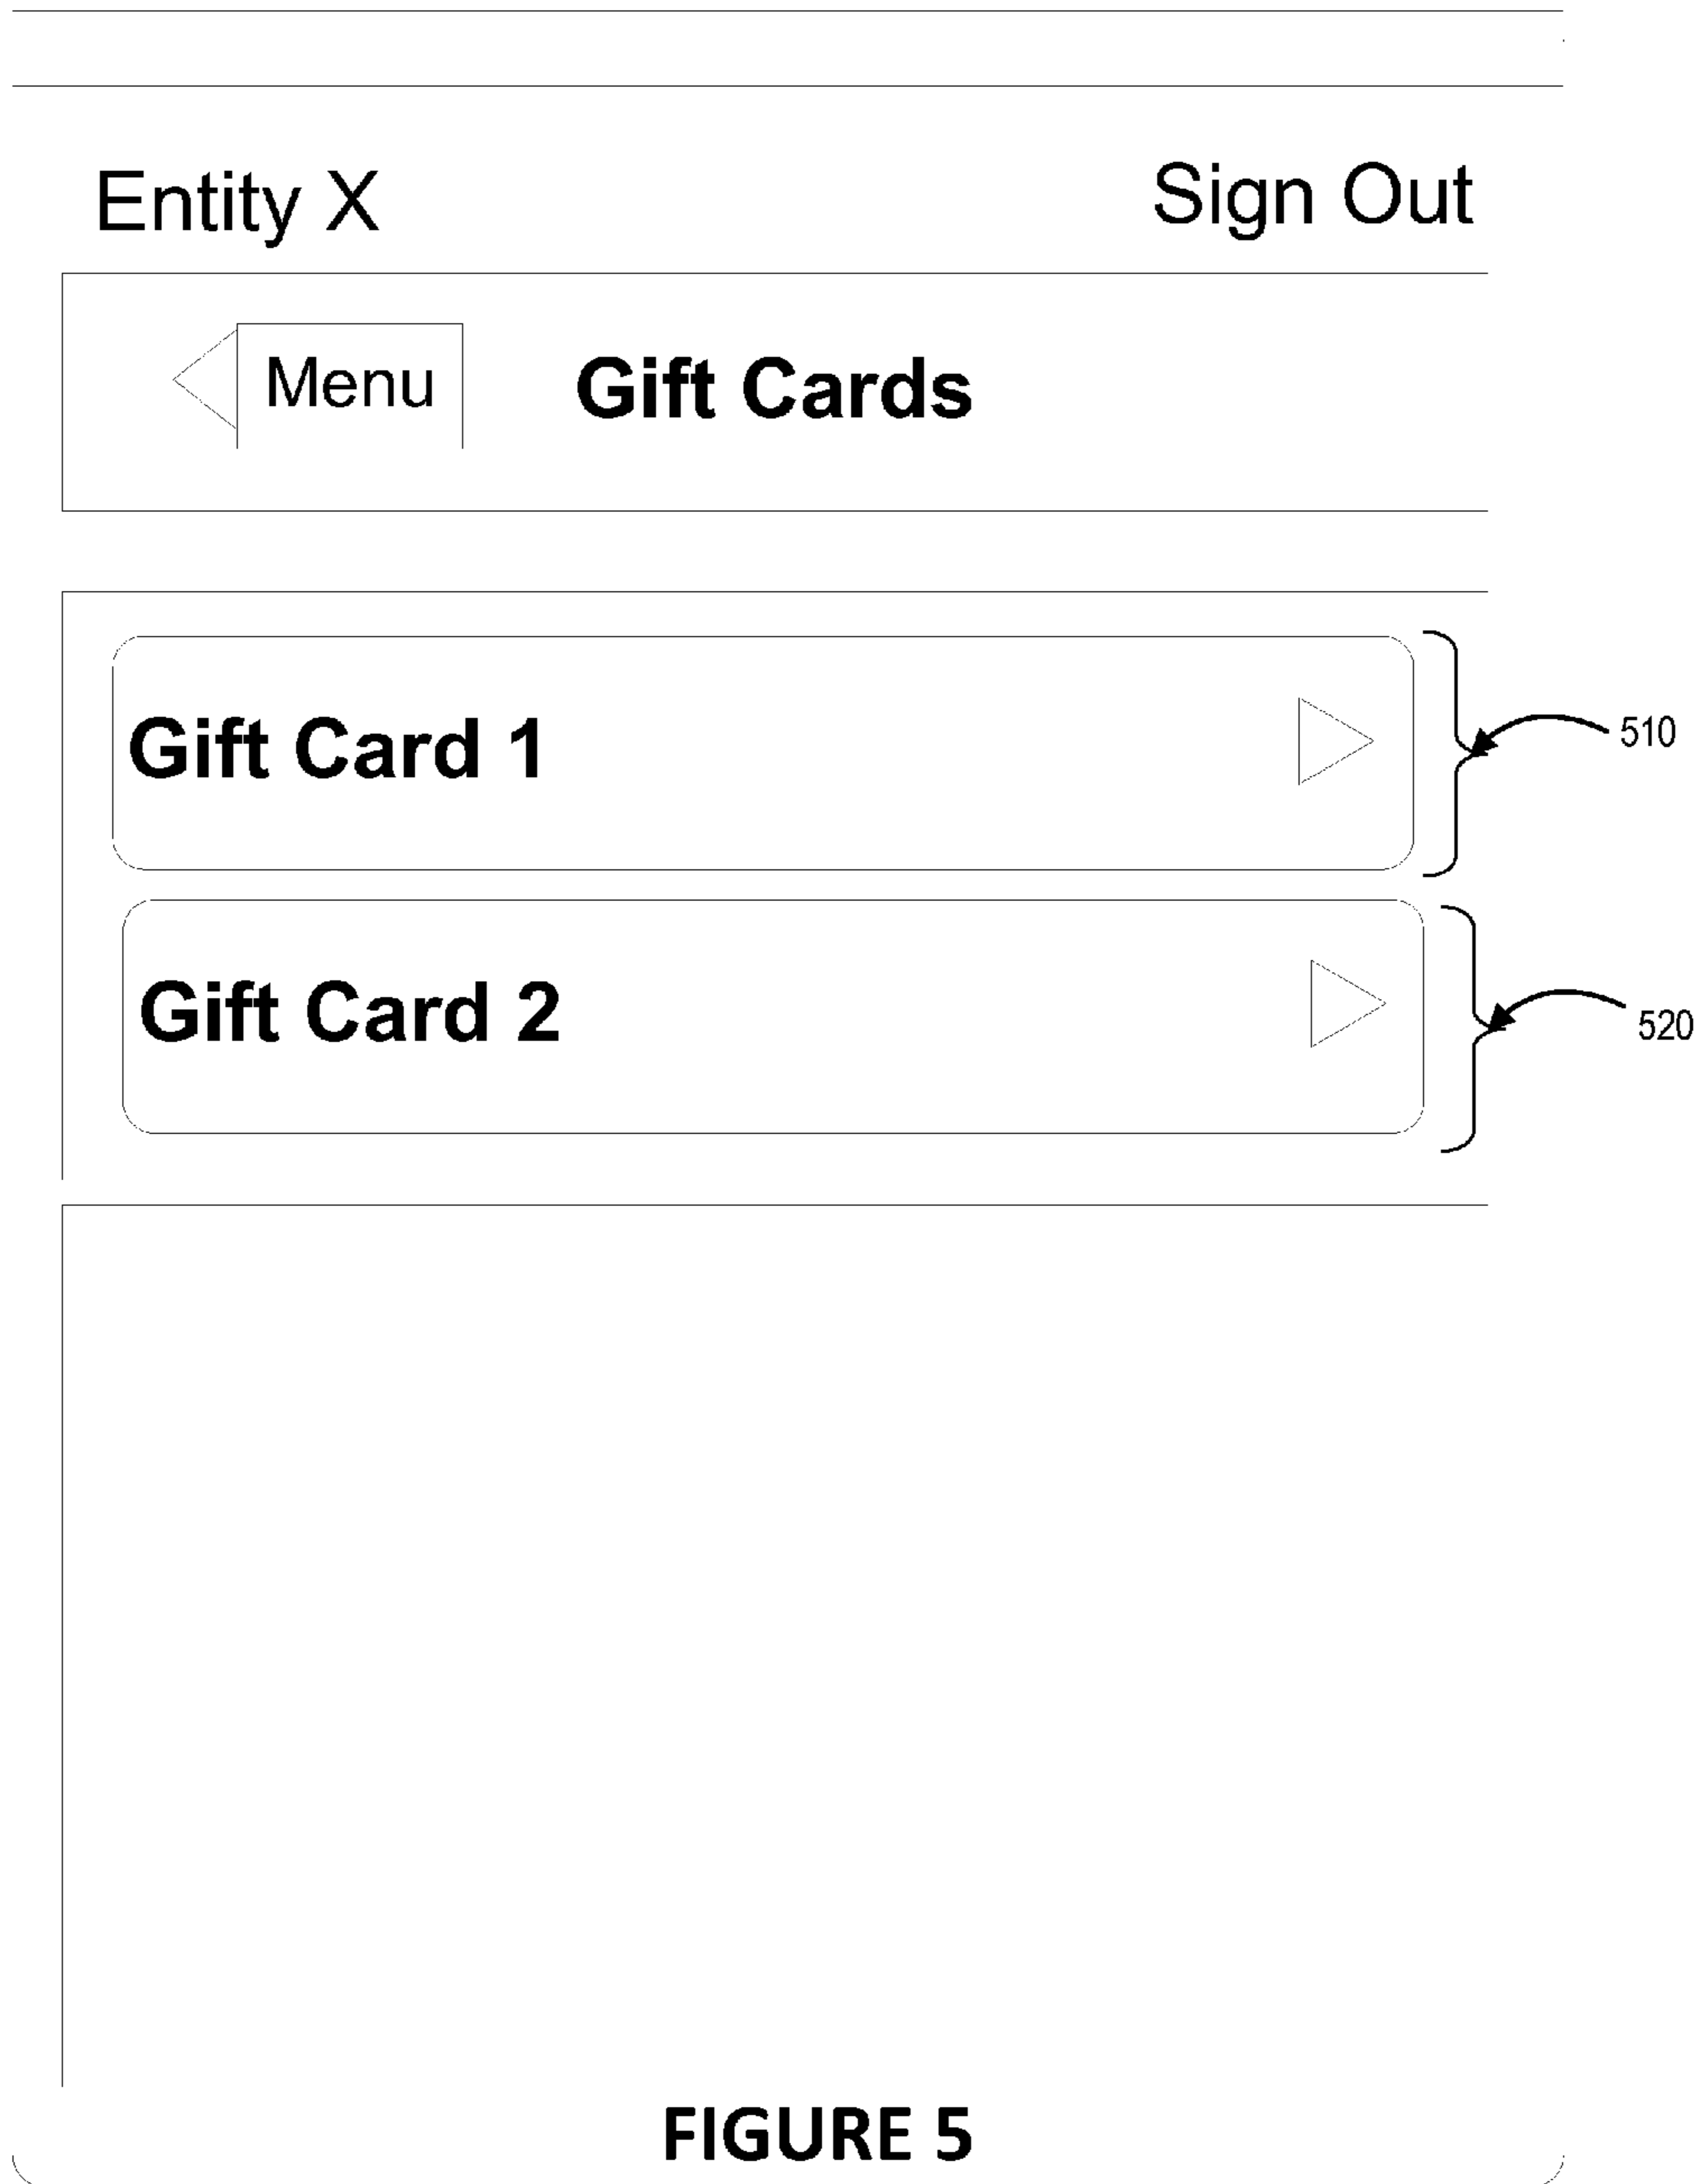 Entity X Sign Out
Menu Gift Cards
Gift Card 1
510
Gift Card 2
520
FIGURE 5